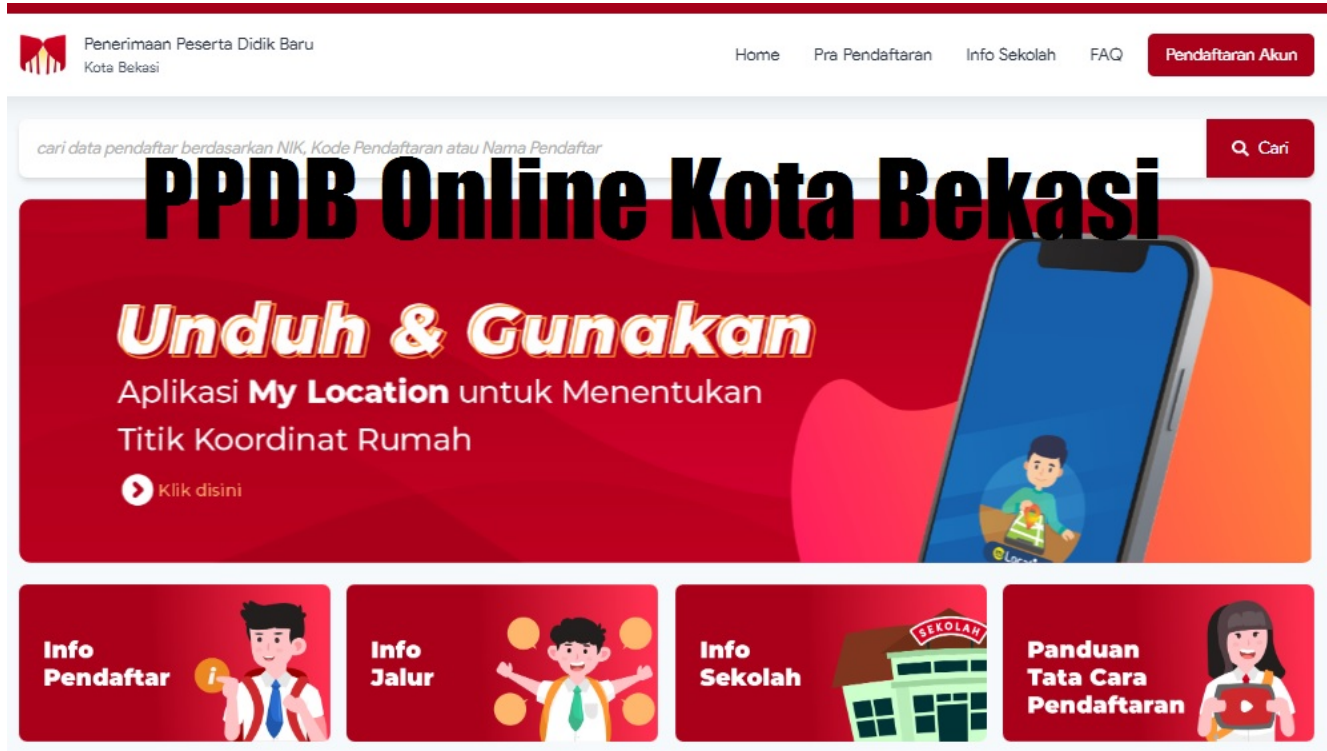 Penerimaan Peserta Didik Baru
Kota Bekasi
Home Pra Pendaftaran Info Sekolah FAQ Pendaftaran Akun
cari data pendaftar berdasarkan NIK, Kode Pendaftaran atau Nama Pendaftar
Cari
PPDB Online Kota Bekasi
Unduh & Gunakan
Aplikasi My Location untuk Menentukan
Titik Koordinat Rumah
Klik disini
Info
Pendaftar
i
Info
Jalur
Info
Sekolah
SEKOLAH
Panduan
Tata Cara
Pendaftaran